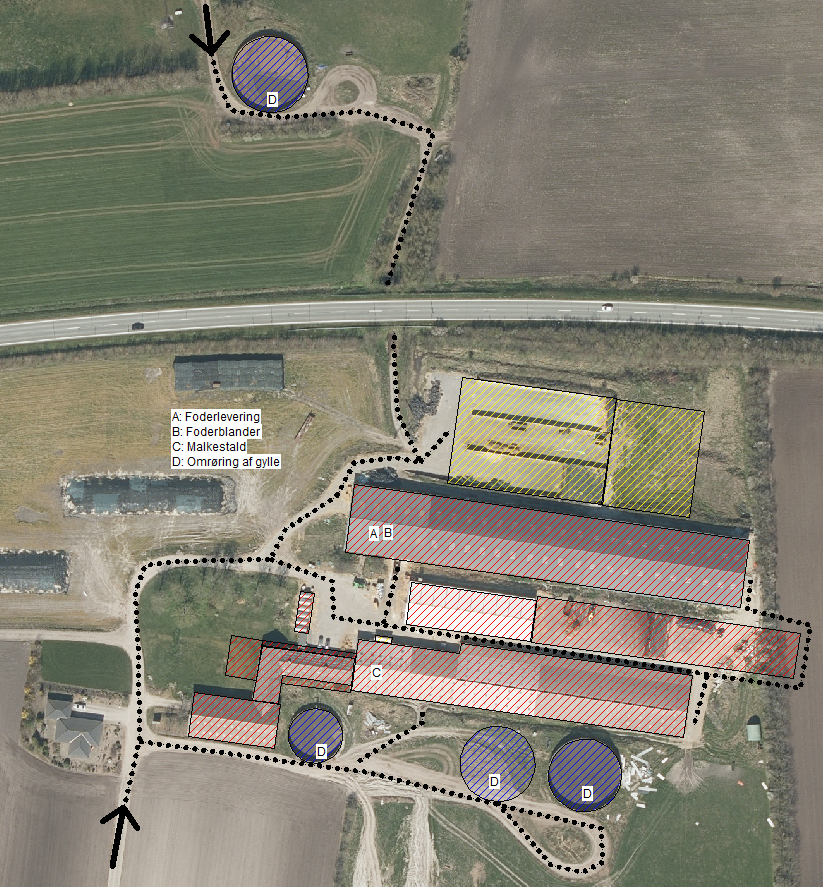 D
A: Foderlevering
B: Foderblander
C: Malkestald
D: Omrøring af gylle
A B
C
D
D
D